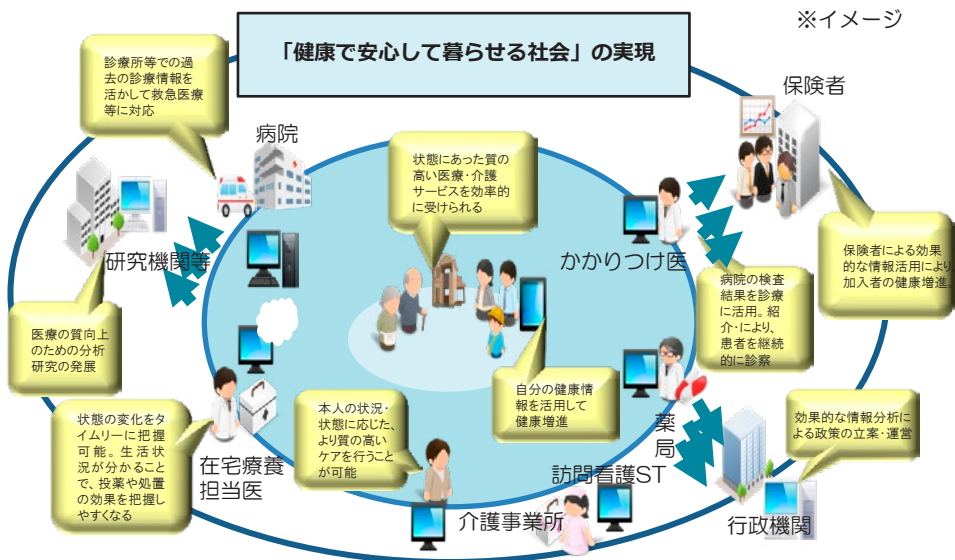 ※イメージ
「健康で安心して暮らせる社会」の実現
診療所等での過
去の診療情報を
活かして救急医療
等に対応
病院
保険者
状態にあった質の
高い医療・介護
サービスを効率的
に受けられる
研究機関等
かかりつけ医
保険者による効果
的な情報活用により
加入者の健康増進。
病院の検査
結果を診療
に活用。紹
介・により、
患者を継続
的に診察
医療の質向上
のための分析
研究の発展
自分の健康情
報を活用して
健康増進
本人の状況・
状態に応じた、
より質の高い
ケアを行うこと
が可能
薬
局
効果的な情報分析に
よる政策の立案・運営
状態の変化をタ
イムリーに把握
可能。生活状
況が分かること
で、投薬や処置
の効果を把握し
やすくなる
在宅療養
担当医
訪問看護ST
介護事業所
行政機関